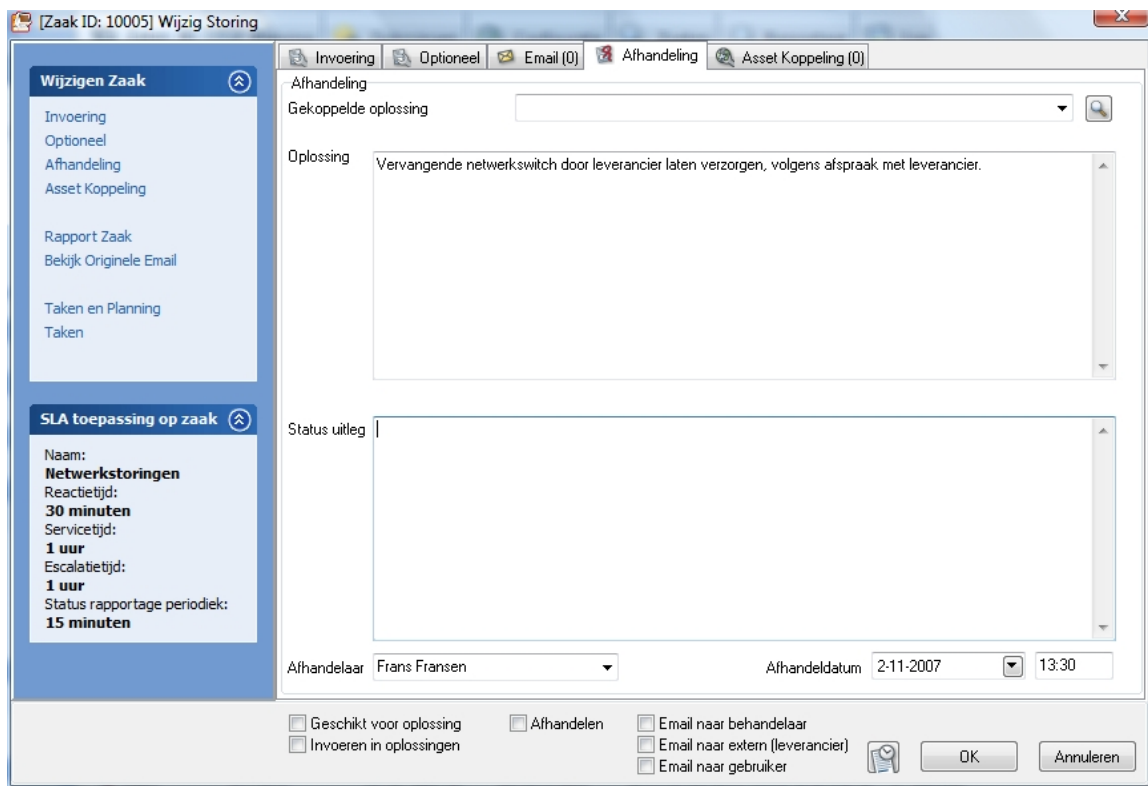 [Zaak ID: 10005] Wijzig Storing
Wijzigen Zaak
Invoering
Optioneel
Afhandeling
Asset Koppeling
Rapport Zaak
Bekijk Originele Email
Taken en Planning
Taken
SLA toepassing op zaak
Naam:
Netwerkstoringen
Reactietijd:
30 minuten
Servicetijd:
1 uur
Escalatietijd:
1 uur
Status rapportage periodiek:
15 minuten
Invoering Optioneel Email (0) Afhandeling Asset Koppeling (0)
Afhandeling
Gekoppelde oplossing
Oplossing Vervangende netwerkswitch door leverancier laten verzorgen, volgens afspraak met leverancier.
Status uitleg
Afhandelaar Frans Fransen Afhandeldatum 2-11-2007 13:30
Geschikt voor oplossing Afhandelen Email naar behandelaar
Invoeren in oplossingen Email naar extern (leverancier)
Email naar gebruiker
OK Annuleren